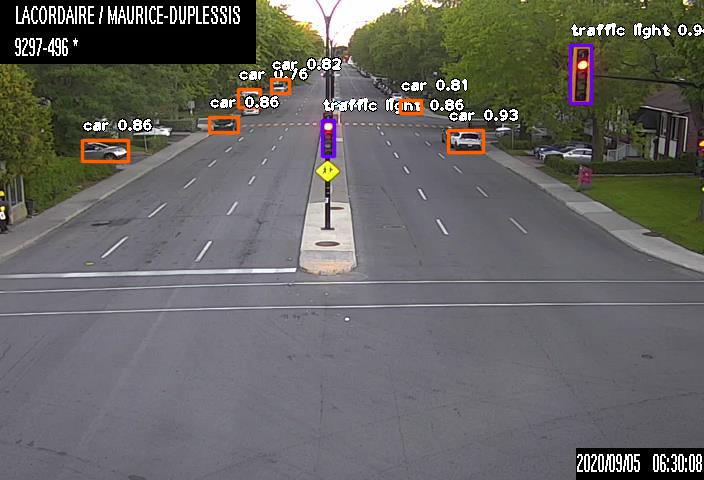 LACORDAIRE / MAURICE-DUPLESSIS
9297-496 *
traffic light 0.9
car 0.82
car 0.76
car 0.81
car 0.86
traffic light 0.86
car 0.93
car 0.86
2020/09/05 06:30:08